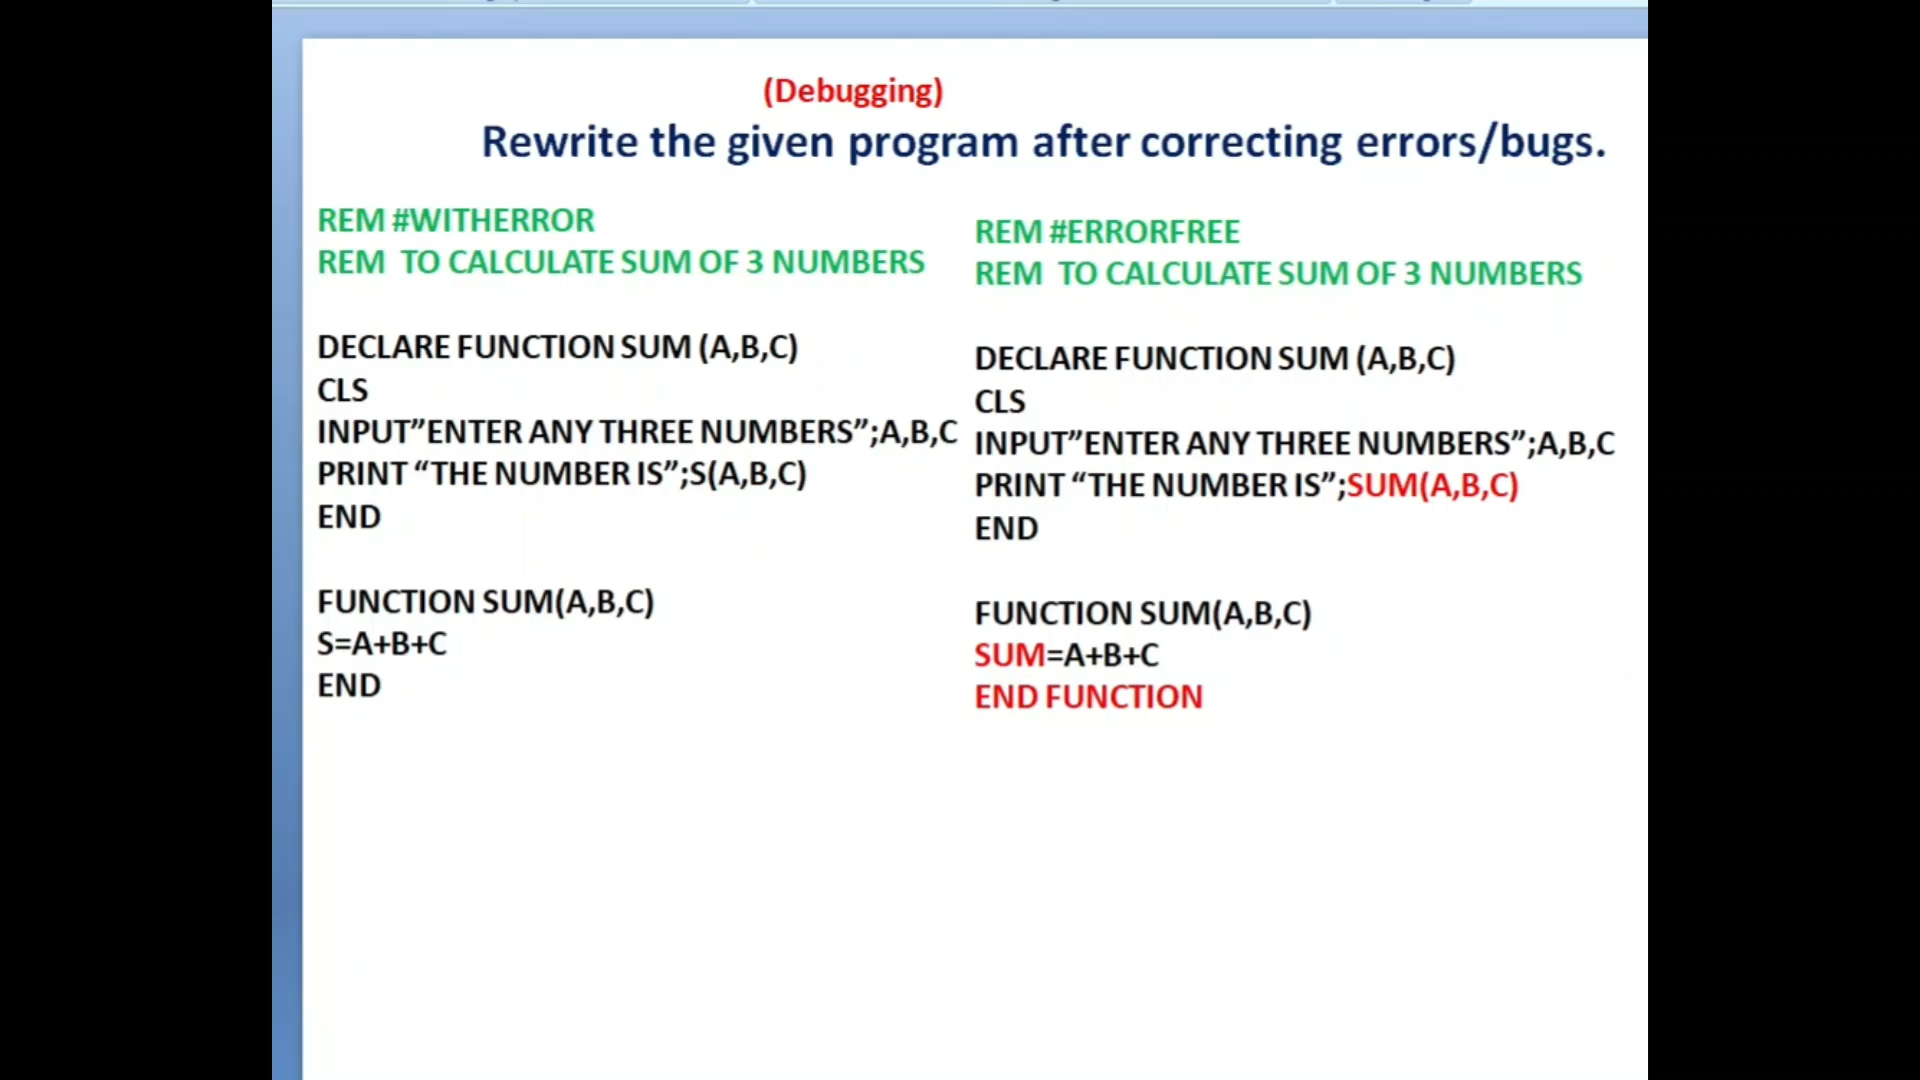 (Debugging)
Rewrite the given program after correcting errors/bugs.
REM #WITHERROR
REM TO CALCULATE SUM OF 3 NUMBERS
DECLARE FUNCTION SUM (A,B,C)
CLS
INPUT”ENTER ANY THREE NUMBERS”;A,B,C
PRINT “THE NUMBER IS”;S(A,B,C)
END
FUNCTION SUM(A,B,C)
S=A+B+C
END
REM #ERRORFREE
REM TO CALCULATE SUM OF 3 NUMBERS
DECLARE FUNCTION SUM (A,B,C)
CLS
INPUT”ENTER ANY THREE NUMBERS”;A,B,C
PRINT “THE NUMBER IS”;SUM(A,B,C)
END
FUNCTION SUM(A,B,C)
SUM=A+B+C
END FUNCTION